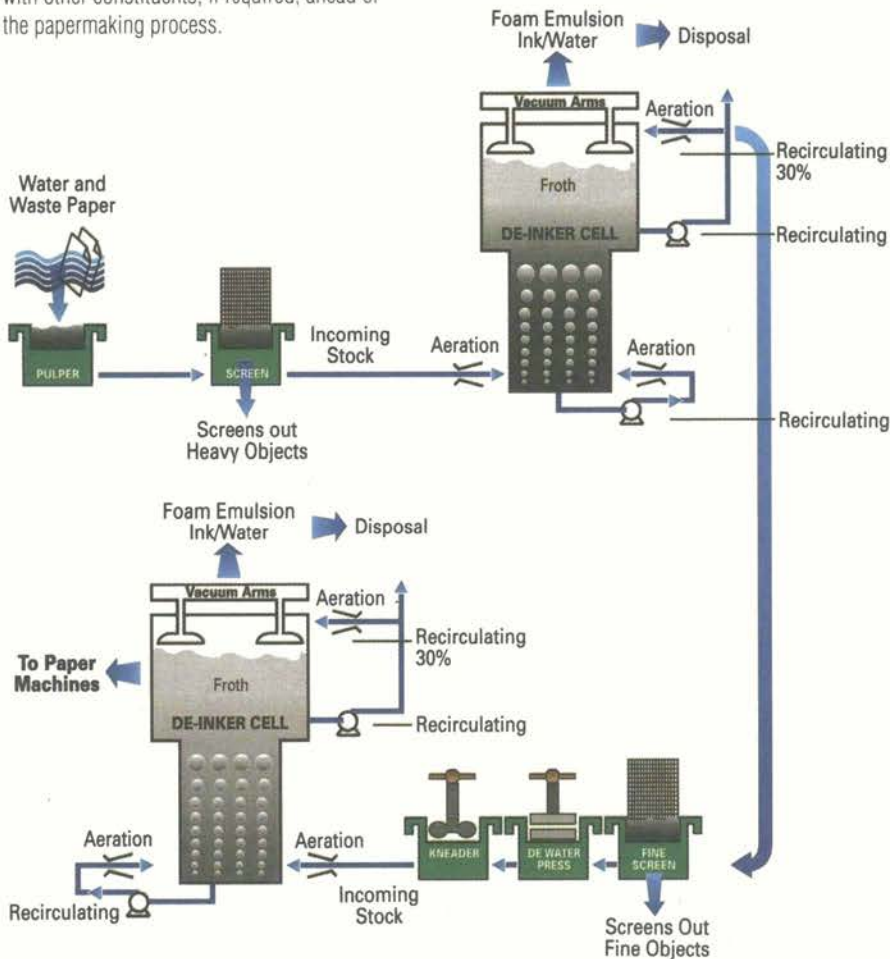 the papermaking process.
Foam Emulsion
Ink/Water
Disposal
Vacuum Arms
Aeration
Recirculating
30%
Froth
DE-INKER CELL
Recirculating
Water and
Waste Paper
PULPER
SCREEN
Incoming
Stock
Aeration
Aeration
Recirculating
Screens out
Heavy Objects
Foam Emulsion
Ink/Water
Disposal
Vacuum Arms
Aeration
Recirculating
30%
To Paper
Machines
Froth
DE-INKER CELL
Recirculating
Aeration
Aeration
Recirculating
Incoming
Stock
KNEADER
DE WATER
PRESS
FINE
SCREEN
Screens Out
Fine Objects